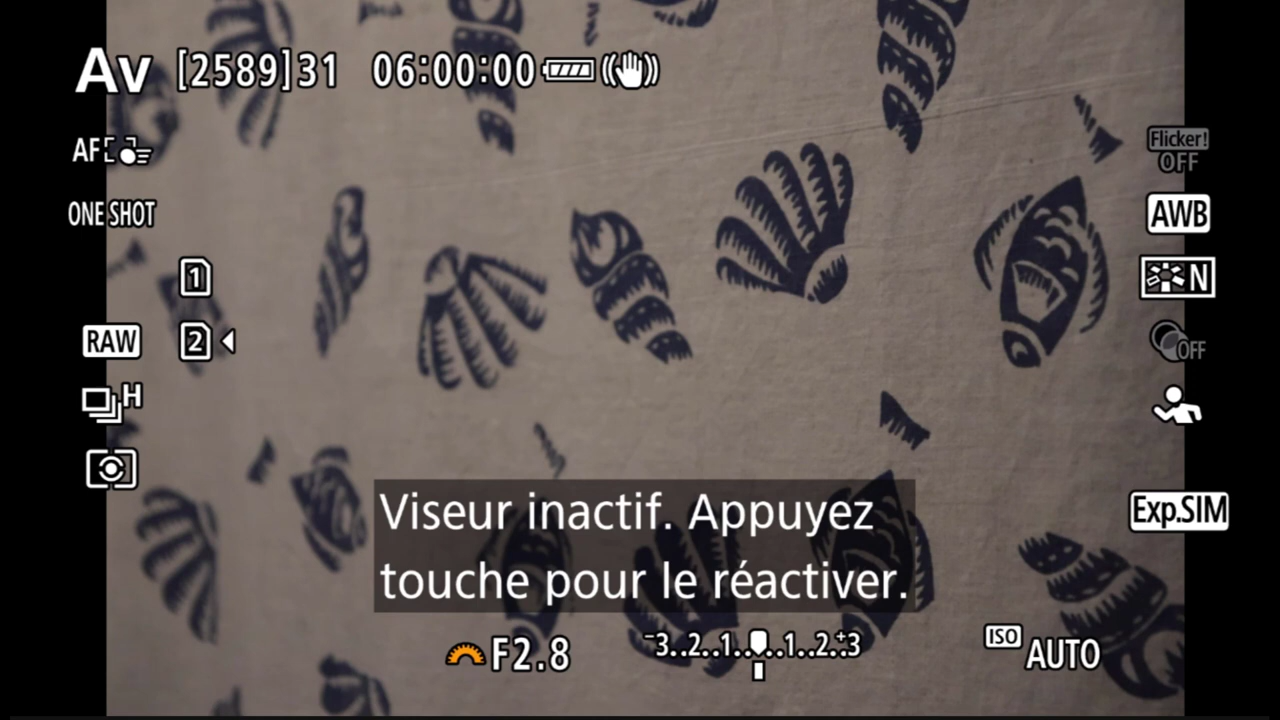 Av [2589]31 06:00:00
AF
Flicker!
OFF
ONE SHOT
AWB
1
N
RAW
2
OFF
H
Viseur inactif. Appuyez
touche pour le réactiver.
Exp.SIM
F2.8
-3..2..1..​..1..2..+3
ISO AUTO